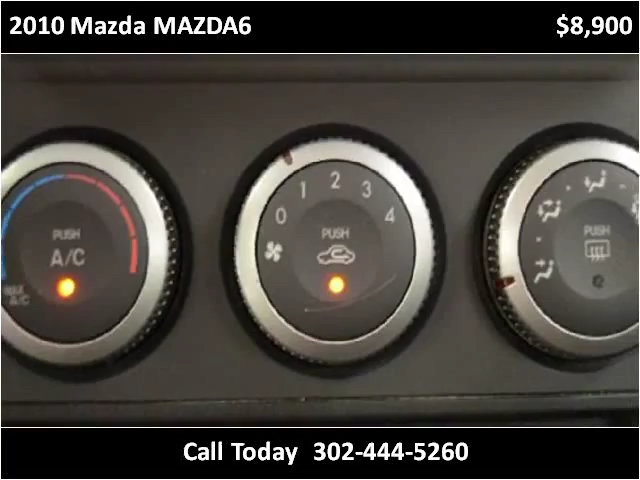 2010 Mazda MAZDA6 $8,900
0 1 2 3 4
PUSH
A/C
MAX
A/C
PUSH
PUSH
Call Today 302-444-5260